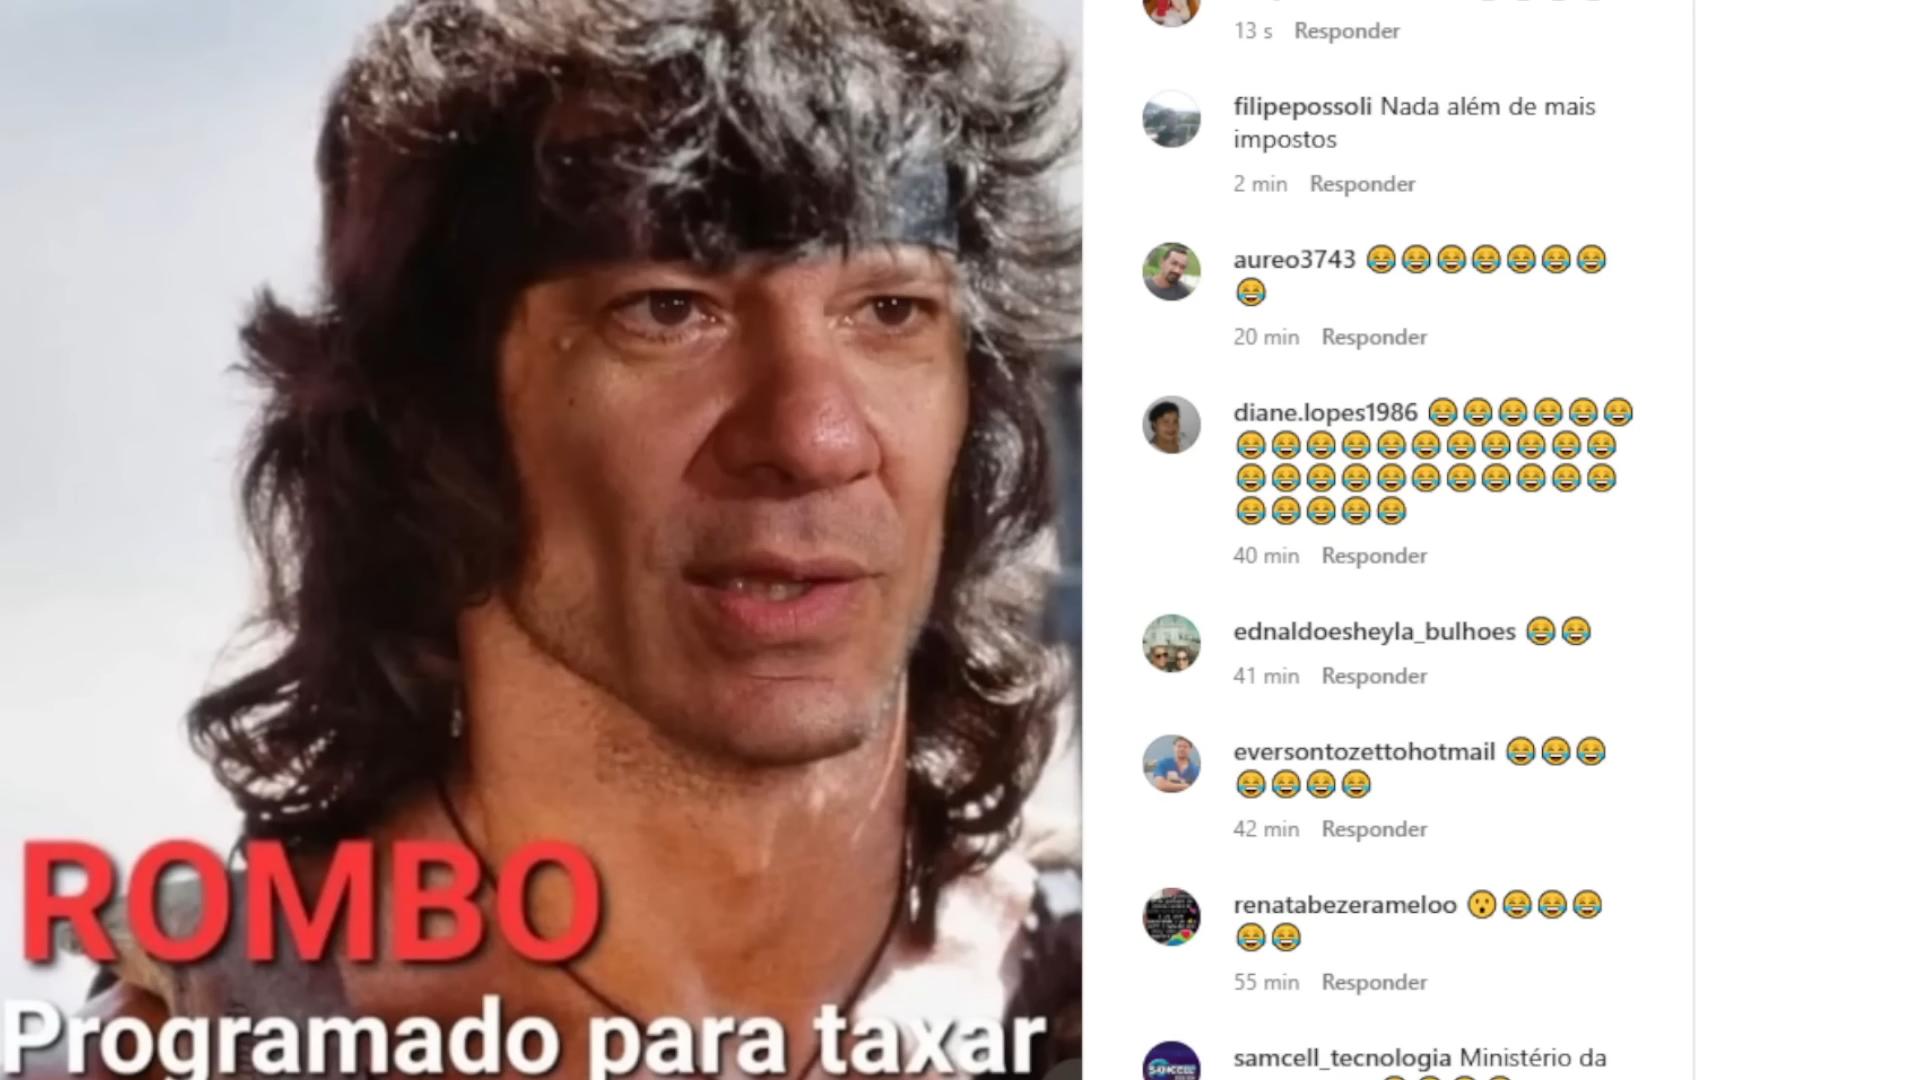 ROMBO
Programado para taxar
13 s Responder
filipepossoli Nada além de mais
impostos
2 min Responder
aureo3743 😂😂😂😂😂😂😂
😂
20 min Responder
diane.lopes1986 😂😂😂😂😂😂
😂😂😂😂😂😂😂😂😂😂😂
😂😂😂😂😂😂😂😂😂😂😂
😂😂😂😂😂
40 min Responder
ednaldoesheyla_bulhoes 😂😂
41 min Responder
eversontozettohotmail 😂😂😂
😂😂😂😂
42 min Responder
renatabezerameloo 😮😂😂😂
😂😂
55 min Responder
samcell_tecnologia Ministério da